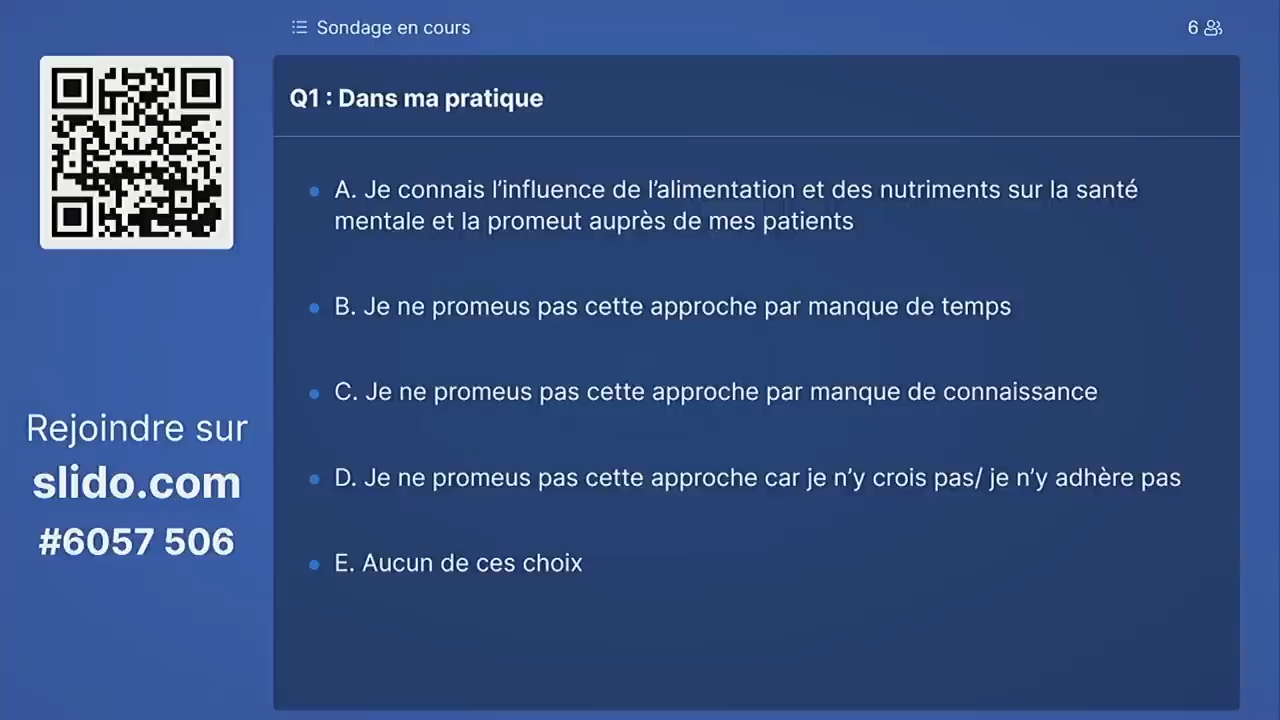 Sondage en cours
6
Q1 : Dans ma pratique
A. Je connais l’influence de l’alimentation et des nutriments sur la santé
mentale et la promeut auprès de mes patients
B. Je ne promeus pas cette approche par manque de temps
C. Je ne promeus pas cette approche par manque de connaissance
D. Je ne promeus pas cette approche car je n’y crois pas/ je n’y adhère pas
E. Aucun de ces choix
Rejoindre sur
slido.com
#6057 506